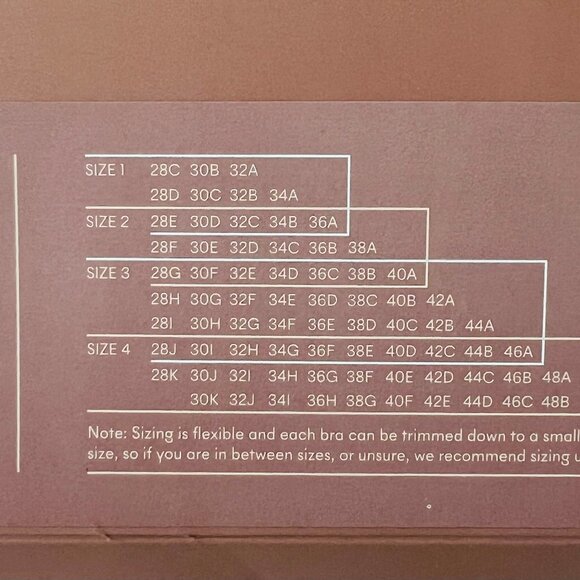 SIZE 1 28C 30B 32A
28D 30C 32B 34A
SIZE 2 28E 30D 32C 34B 36A
28F 30E 32D 34C 36B 38A
SIZE 3 28G 30F 32E 34D 36C 38B 40A
28H 30G 32F 34E 36D 38C 40B 42A
28I 30H 32G 34F 36E 38D 40C 42B 44A
SIZE 4 28J 30I 32H 34G 36F 38E 40D 42C 44B 46A
28K 30J 32I 34H 36G 38F 40E 42D 44C 46B 48A
30K 32J 34I 36H 38G 40F 42E 44D 46C 48B
Note: Sizing is flexible and each bra can be trimmed down to a small
size, so if you are in between sizes, or unsure, we recommend sizing u